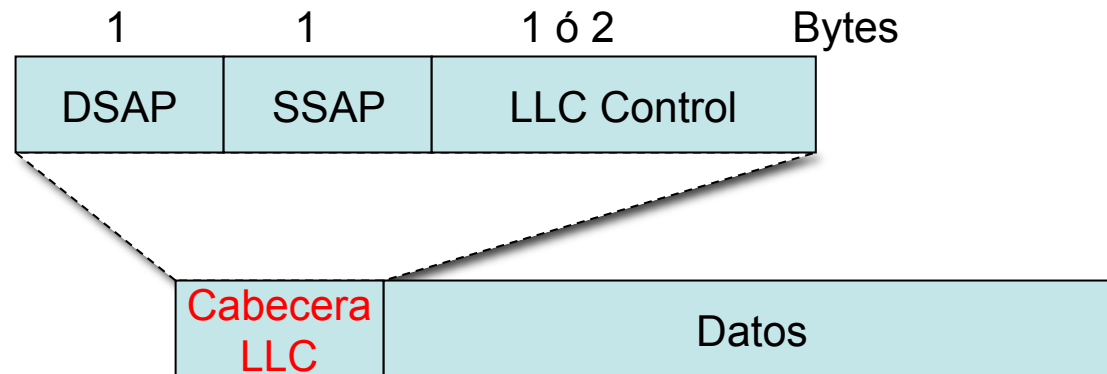 1 1 1 ó 2 Bytes
DSAP SSAP LLC Control
Cabecera
LLC
Datos